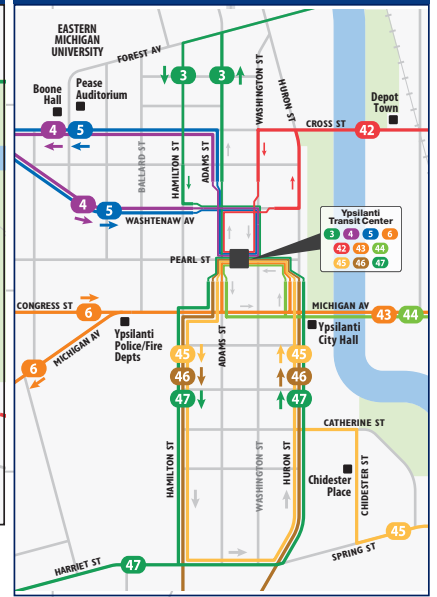 EASTERN
MICHIGAN
UNIVERSITY
FOREST AV
3
3
WASHINGTON ST
HURON ST
Boone
Hall
Pease
Auditorium
Depot
Town
4
5
CROSS ST
42
BALLARD ST
HAMILTON ST
ADAMS ST
4
5
WASHTENAW AV
Ypsilanti
Transit Center
3 4 5 6
42 43 44
45 46 47
PEARL ST
CONGRESS ST
6
MICHIGAN AV
43
44
Ypsilanti
Police/Fire
Depts
MICHIGAN AV
6
ADAMS ST
Ypsilanti
City Hall
45
46
47
45
46
47
CATHERINE ST
HAMILTON ST
WASHINGTON ST
HURON ST
Chidester
Place
CHIDESTER ST
45
SPRING ST
HARRIET ST
47